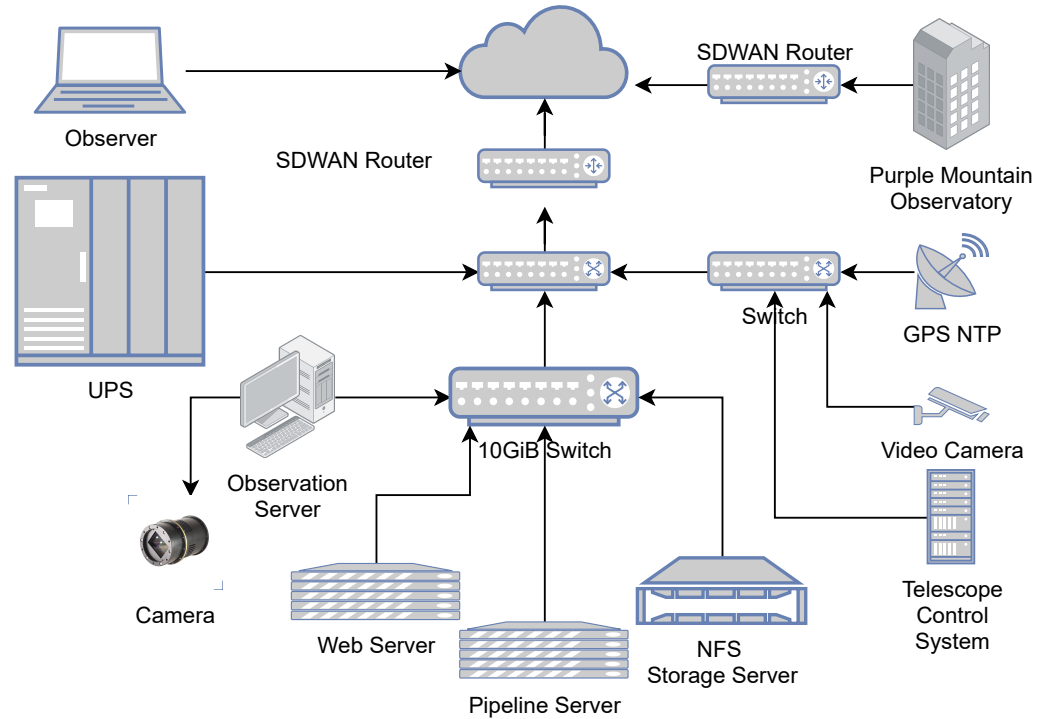 SDWAN Router
Observer
SDWAN Router
Purple Mountain
Observatory
Switch
GPS NTP
UPS
10GiB Switch
Video Camera
Observation
Server
Camera
Telescope
Control
System
Web Server
NFS
Storage Server
Pipeline Server